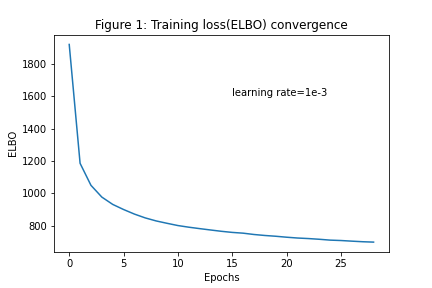 Figure 1: Training loss(ELBO) convergence
1800
1600
1400
1200
1000
800
ELBO
learning rate=1e-3
0 5 10 15 20 25
Epochs